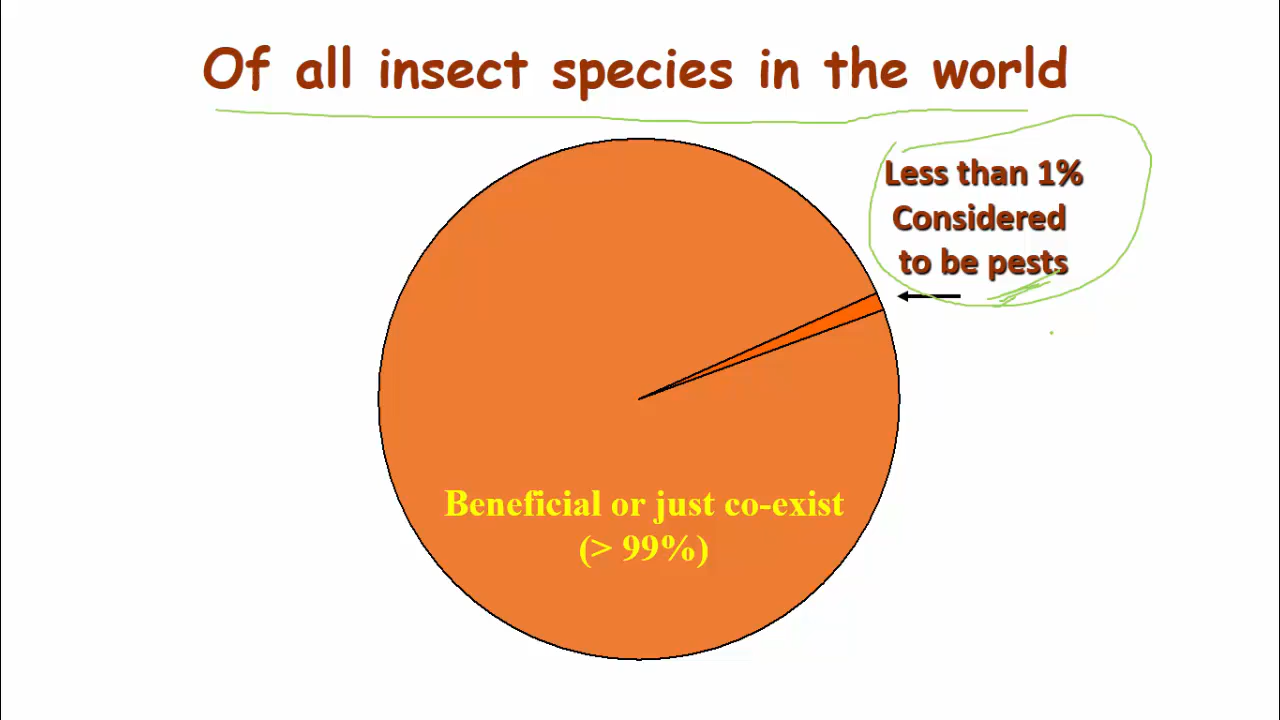 Of all insect species in the world
Less than 1%
Considered
to be pests
Beneficial or just co-exist
(> 99%)